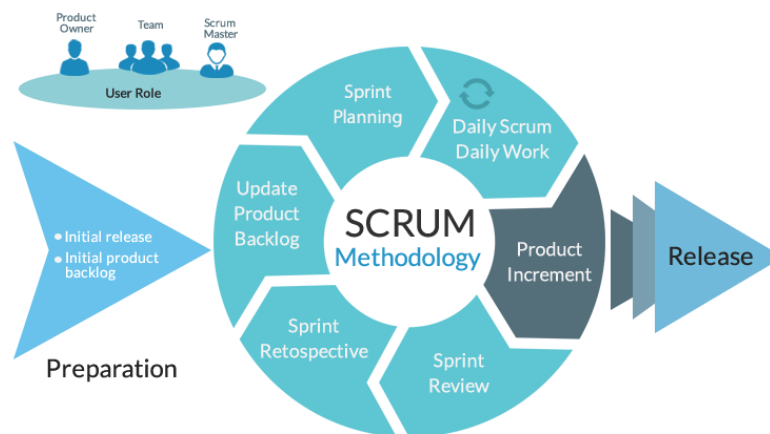 Product
Owner
Team
Scrum
Master
User Role
Sprint
Planning
Daily Scrum
Daily Work
Update
Product
Backlog
SCRUM
Methodology
Product
Increment
Release
Initial release
Initial product
backlog
Preparation
Sprint
Retospective
Sprint
Review